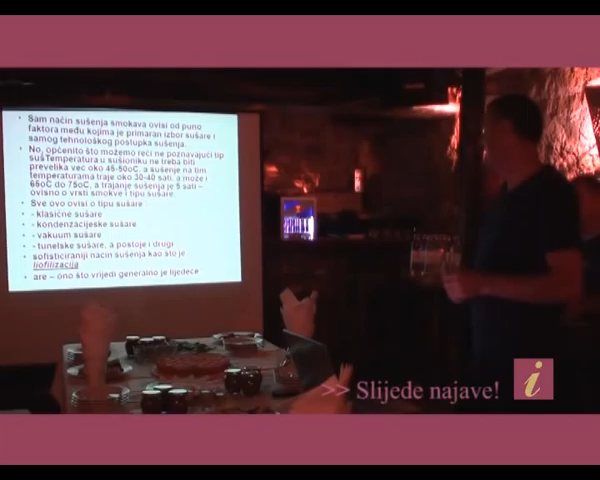 • Sam način sušenja smokava ovisi od puno
faktora među kojima je primaran izbor sušare i
samog tehnološkog postupka sušenja.
• No, općenito što možemo reći ne poznavajući tip
sušTemperatura u sušioniku ne treba biti
prevelika već oko 45-50oC, a sušenje na tim
temperaturama traje oko 30-40 sati, a može i
65oC do 75oC, a trajanje sušenja je 5 sati –
ovisno o vrsti smokve i tipu sušare.
• Sve ovo ovisi o tipu sušare
• - klasične sušare
• - kondenzacijeske sušare
• - vakuum sušare
• - tunelske sušare, a postoje i drugi
• sofisticiraniji način sušenja kao što je
liofilizacija
• are – ono što vrijedi generalno je lijedeće
>> Slijede najave!
i